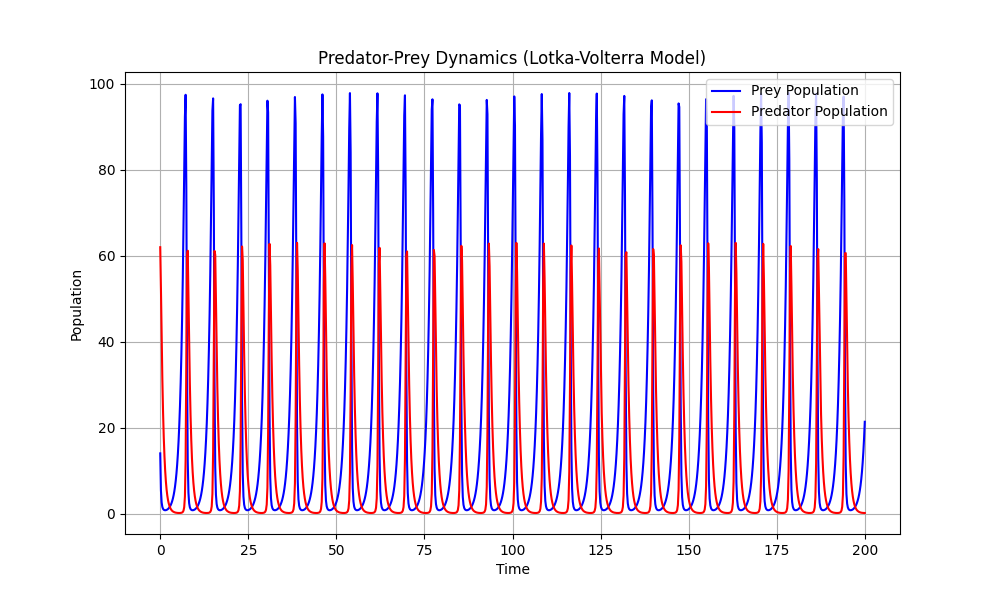 Predator-Prey Dynamics (Lotka-Volterra Model)
Prey Population
Predator Population
100
80
60
40
20
0
Population
0 25 50 75 100 125 150 175 200
Time